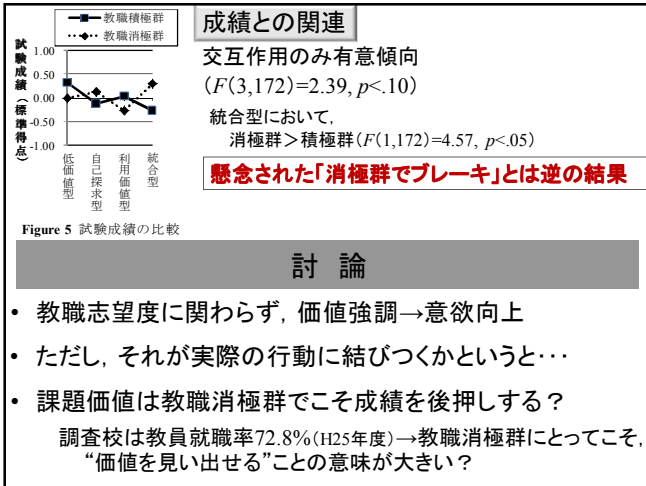 教職積極群
教職消極群
試験成績（標準得点）
1.00
0.50
0.00
-0.50
-1.00
低価値型
自己探求型
利用価値型
統合型
Figure 5 試験成績の比較
成績との関連
交互作用のみ有意傾向
（F(3,172)=2.39, p<.10）
統合型において，
消極群＞積極群（F(1,172)=4.57, p<.05）
懸念された「消極群でブレーキ」とは逆の結果
討 論
• 教職志望度に関わらず，価値強調→意欲向上
• ただし，それが実際の行動に結びつくかというと・・・
• 課題価値は教職消極群でこそ成績を後押しする？
調査校は教員就職率72.8%（H25年度）→教職消極群にとってこそ，
“価値を見い出せる”ことの意味が大きい？